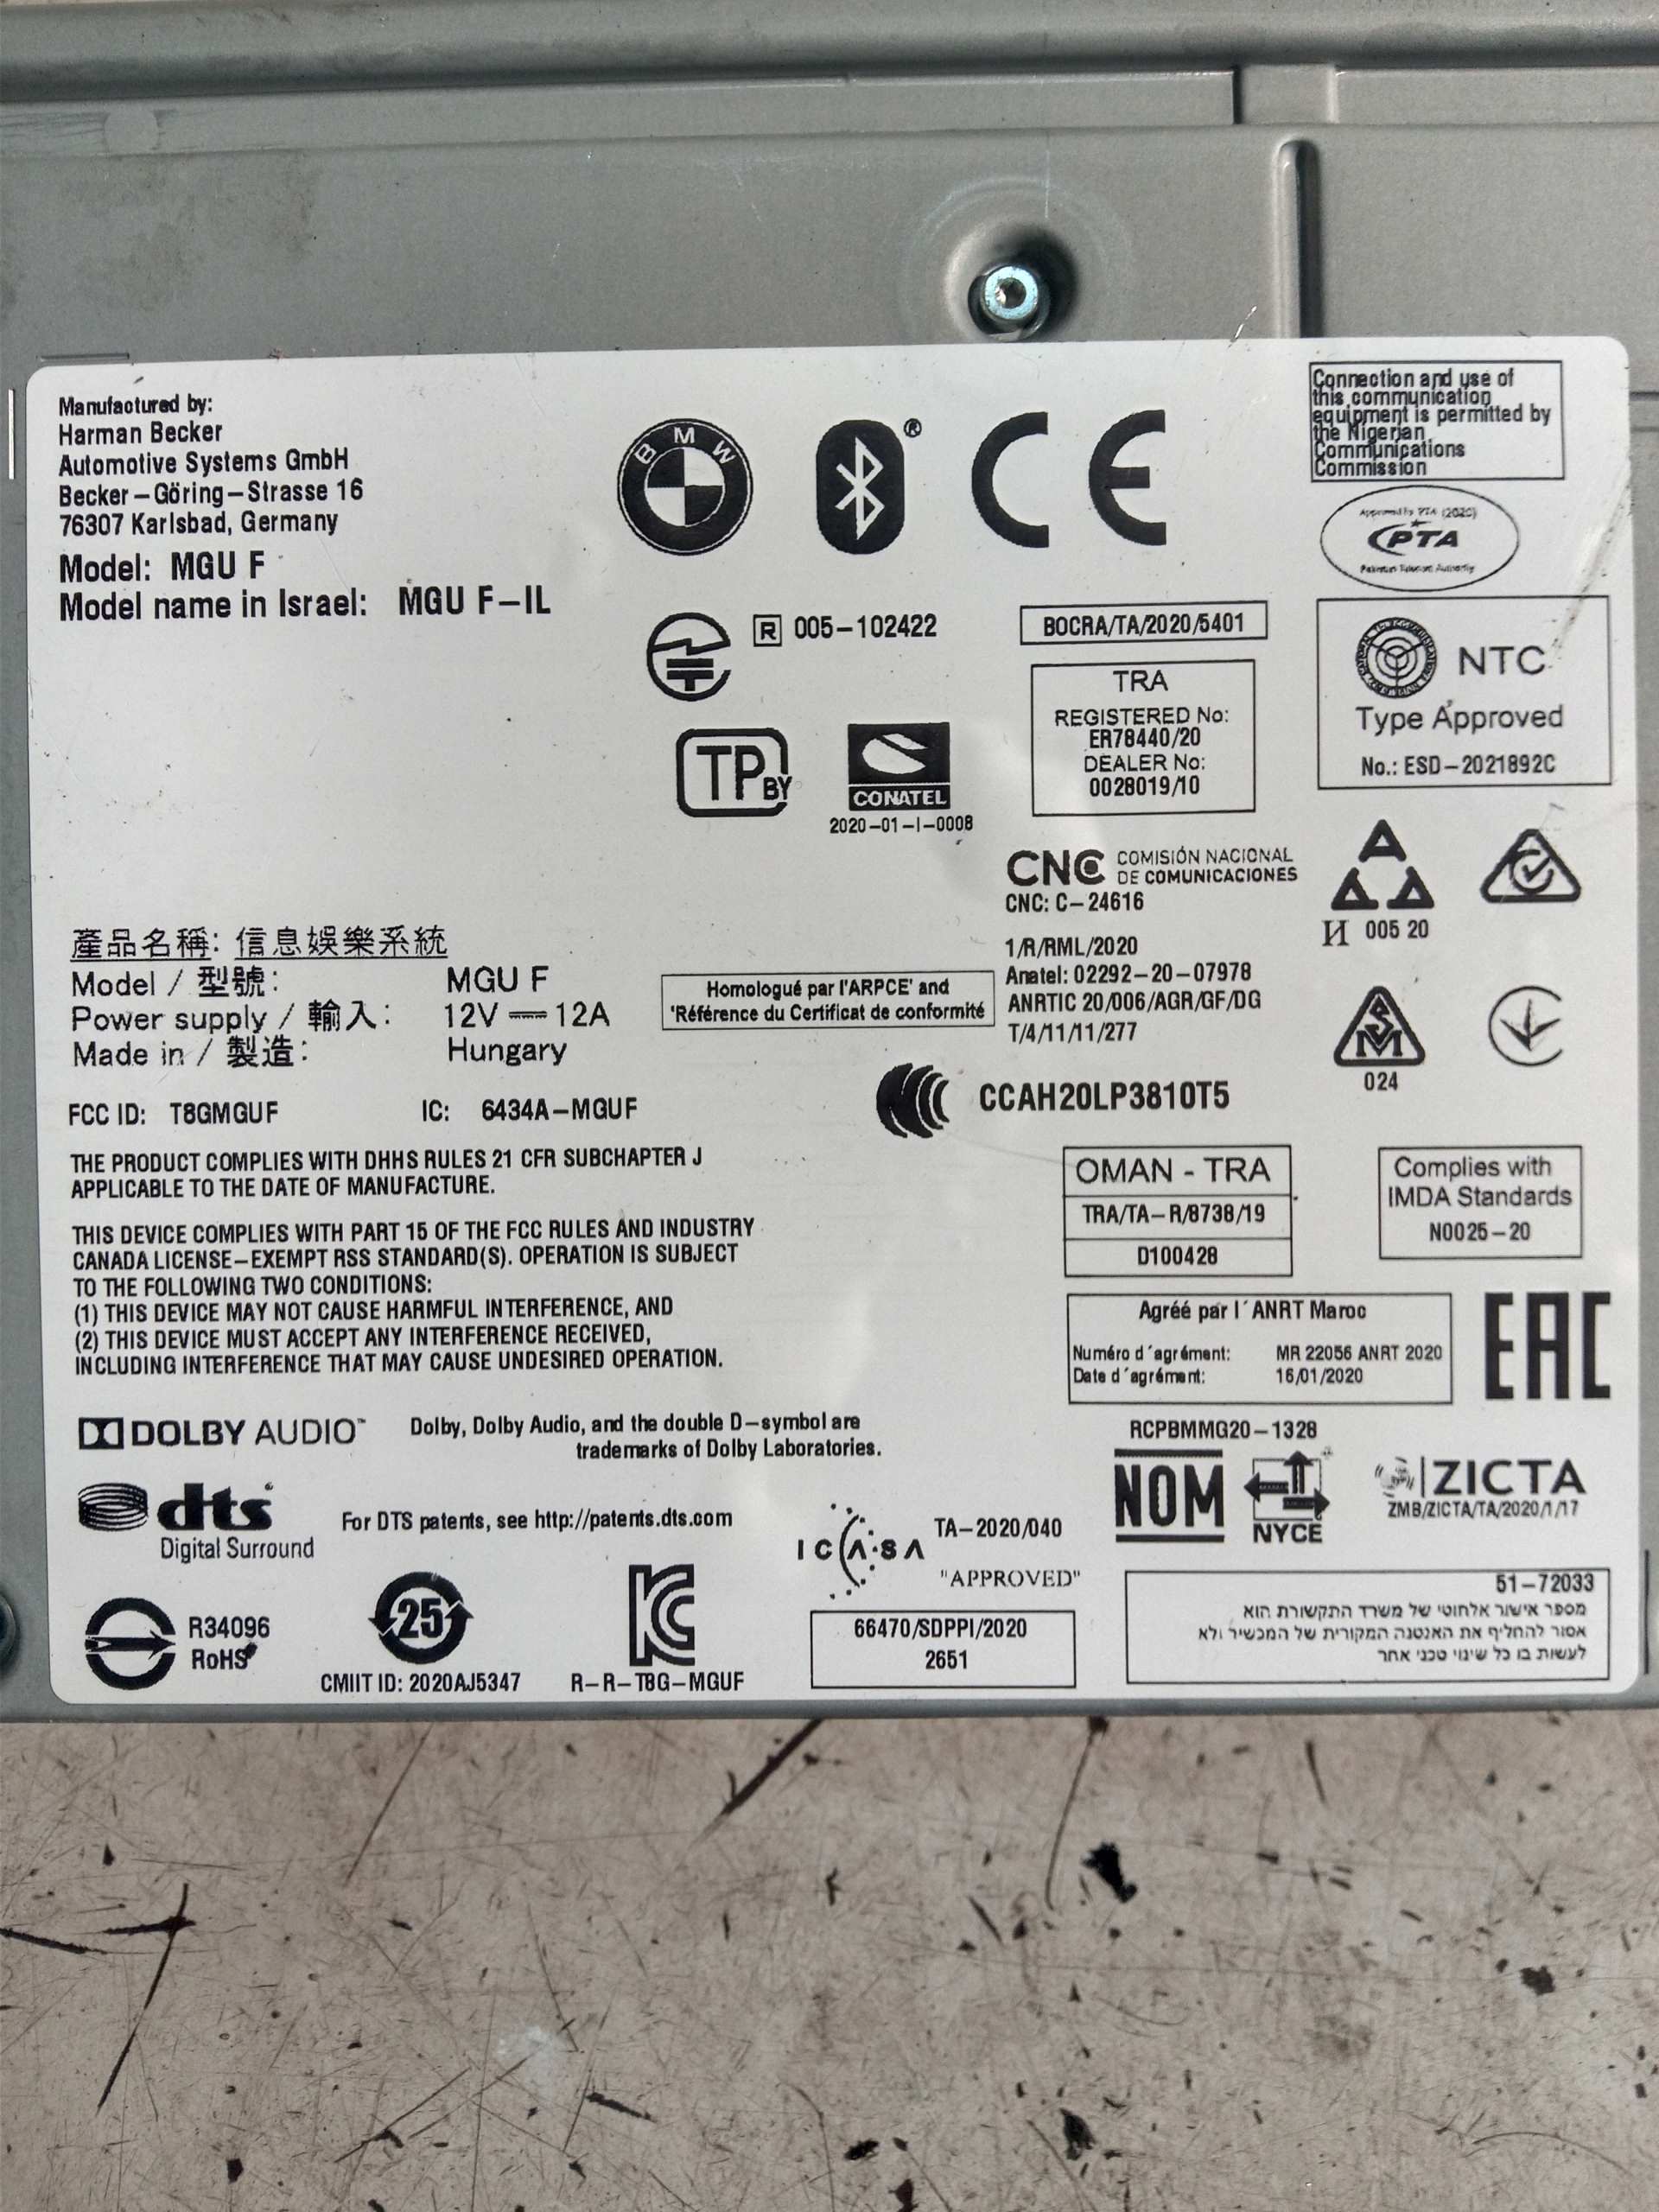 Manufactured by:
Harman Becker
Automotive Systems GmbH
Becker–Göring–Strasse 16
76307 Karlsbad, Germany
Model: MGU F
Model name in Israel: MGU F–IL
BMW
®
CE
Connection and use of
this communication
equipment is permitted by
the Nigerian
Communications
Commission
Approved by PTA (2020)
PTA
Pakistan Telecom Authority
R 005–102422
BOCRA/TA/2020/5401
TRA
REGISTERED No:
ER78440/20
DEALER No:
0028019/10
NTC
Type Approved
No.: ESD–2021892C
TP BY
CONATEL
2020–01–I–0008
CNC COMISIÓN NACIONAL
DE COMUNICACIONES
CNC: C–24616
И 005 20
1/R/RML/2020
Anatel: 02292–20–07978
ANRTIC 20/006/AGR/GF/DG
T/4/11/11/277
產品名稱: 信息娛樂系統
Model / 型號: MGU F
Power supply / 輸入: 12V ⎓ 12A
Made in / 製造: Hungary
Homologué par l'ARPCE' and
'Référence du Certificat de conformité
SM
024
FCC ID: T8GMGUF IC: 6434A–MGUF
CCAH20LP3810T5
THE PRODUCT COMPLIES WITH DHHS RULES 21 CFR SUBCHAPTER J
APPLICABLE TO THE DATE OF MANUFACTURE.
THIS DEVICE COMPLIES WITH PART 15 OF THE FCC RULES AND INDUSTRY
CANADA LICENSE–EXEMPT RSS STANDARD(S). OPERATION IS SUBJECT
TO THE FOLLOWING TWO CONDITIONS:
(1) THIS DEVICE MAY NOT CAUSE HARMFUL INTERFERENCE, AND
(2) THIS DEVICE MUST ACCEPT ANY INTERFERENCE RECEIVED,
INCLUDING INTERFERENCE THAT MAY CAUSE UNDESIRED OPERATION.
OMAN - TRA
TRA/TA–R/8738/19
D100428
Complies with
IMDA Standards
N0025–20
Agréé par l´ANRT Maroc
Numéro d´agrément: MR 22056 ANRT 2020
Date d´agrément: 16/01/2020
EAC
DOLBY AUDIO™
Dolby, Dolby Audio, and the double D–symbol are
trademarks of Dolby Laboratories.
dts
Digital Surround
For DTS patents, see http://patents.dts.com
ICASA
TA–2020/040
"APPROVED"
RCPBMMG20–1328
NOM
NYCE
ZICTA
ZMB/ZICTA/TA/2020/1/17
R34096
RoHS
25
CMIIT ID: 2020AJ5347
KC
R–R–T8G–MGUF
66470/SDPPI/2020
2651
51–72033
מספר אישור אלחוטי של משרד התקשורת הוא
אסור להחליף את האנטנה המקורית של המכשיר ולא
לעשות בו כל שינוי טכני אחר